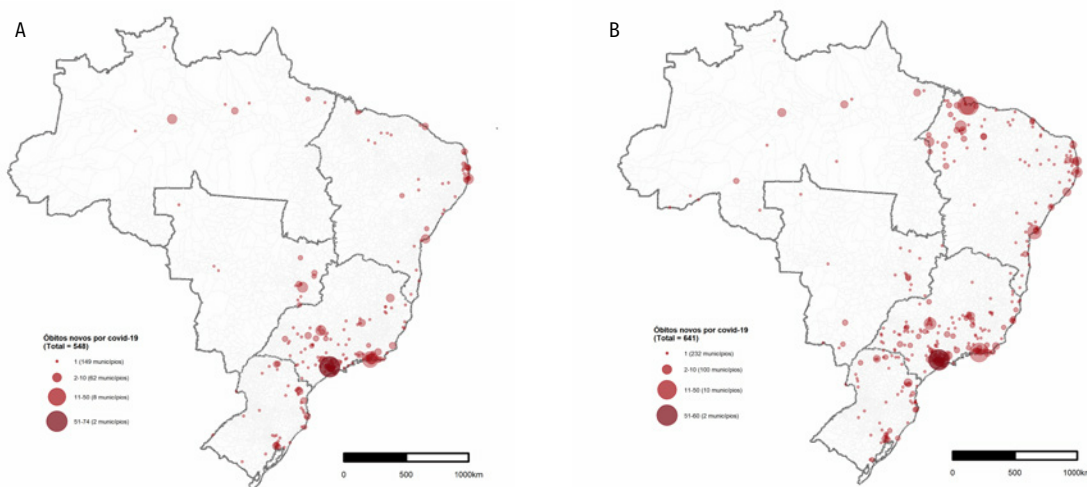 A
Óbitos novos por covid-19
(Total = 548)
1 (149 municípios)
2-10 (62 municípios)
11-50 (8 municípios)
51-74 (2 municípios)
0 500 1000km
B
Óbitos novos por covid-19
(Total = 641)
1 (232 municípios)
2-10 (100 municípios)
11-50 (10 municípios)
51-60 (2 municípios)
0 500 1000km